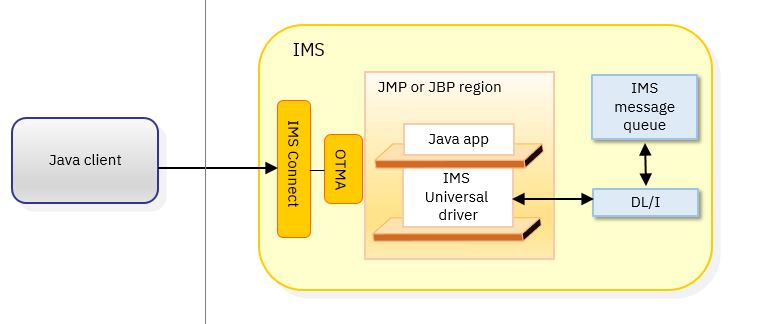 IMS
Java client
IMS Connect
OTMA
JMP or JBP region
Java app
IMS
Universal
driver
IMS
message
queue
DL/I